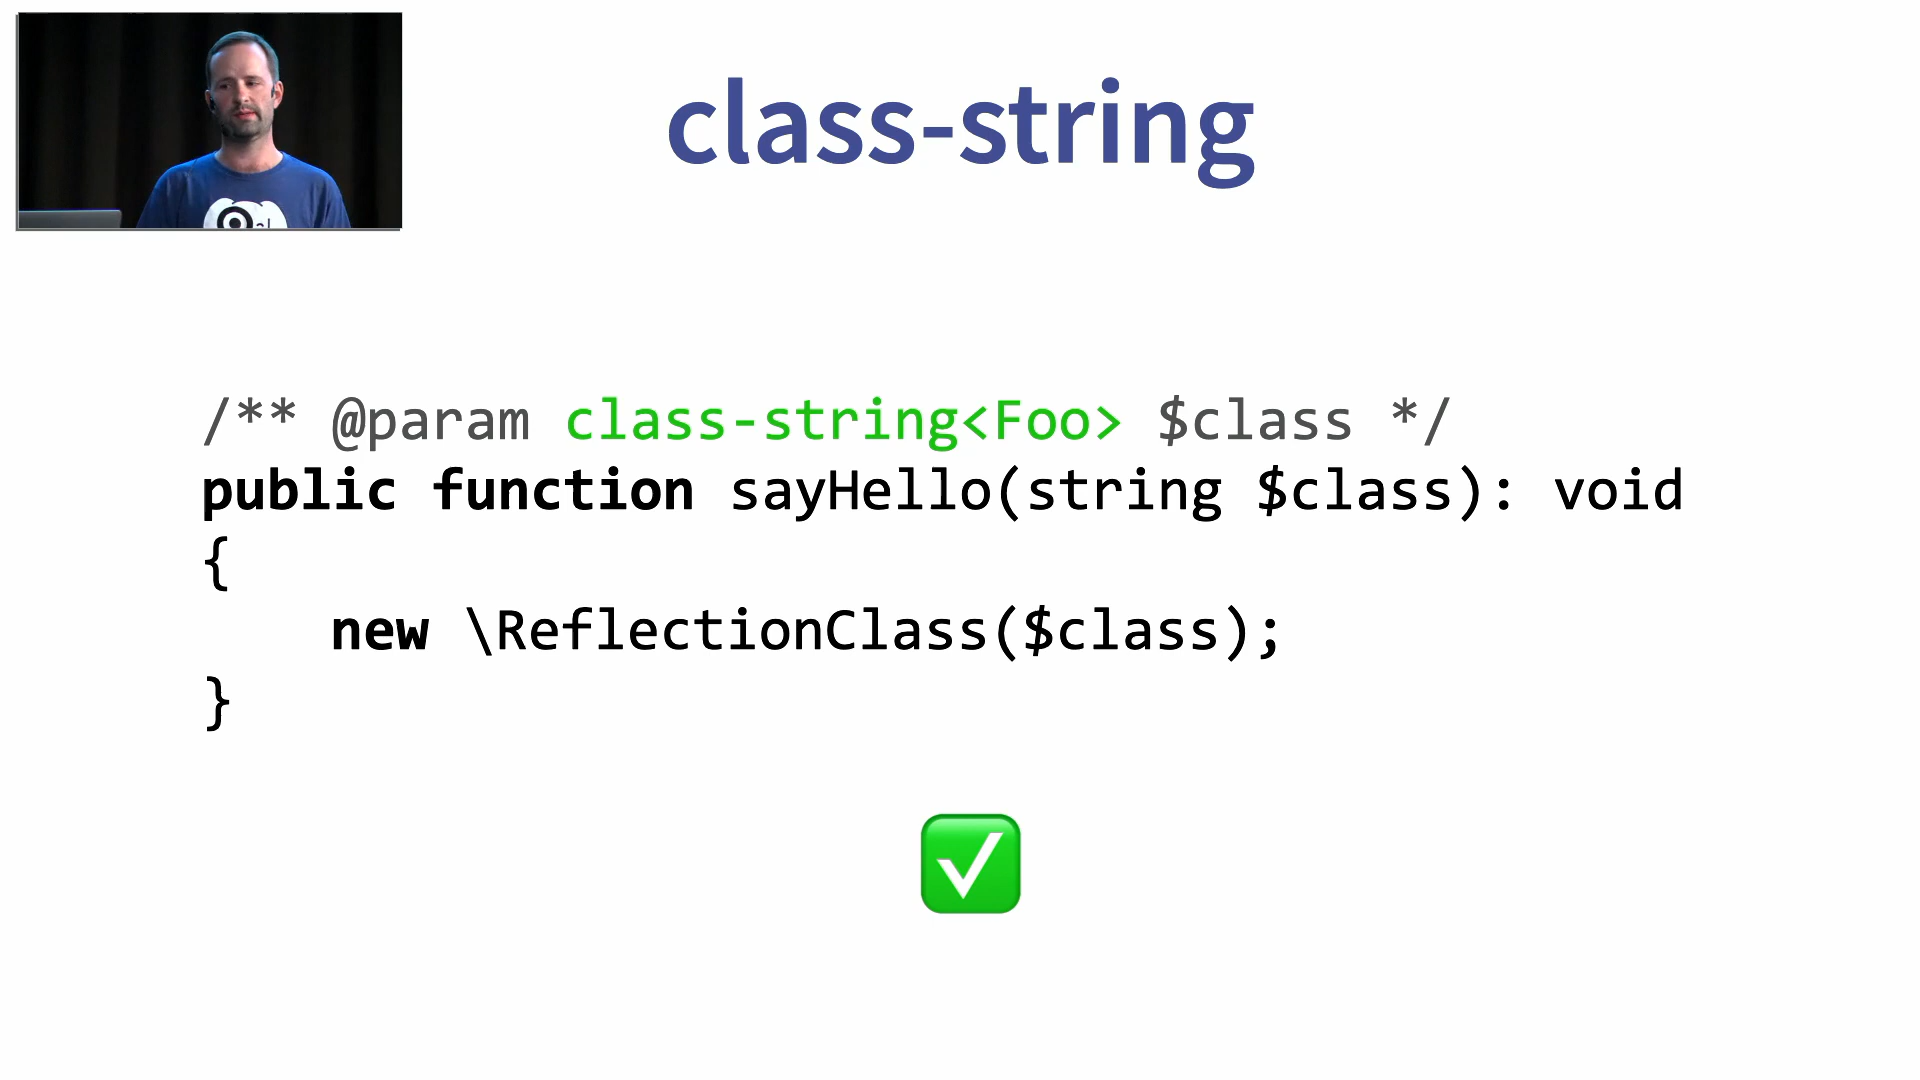 class-string
/** @param class-string<Foo> $class */
public function sayHello(string $class): void
{
new \ReflectionClass($class);
}